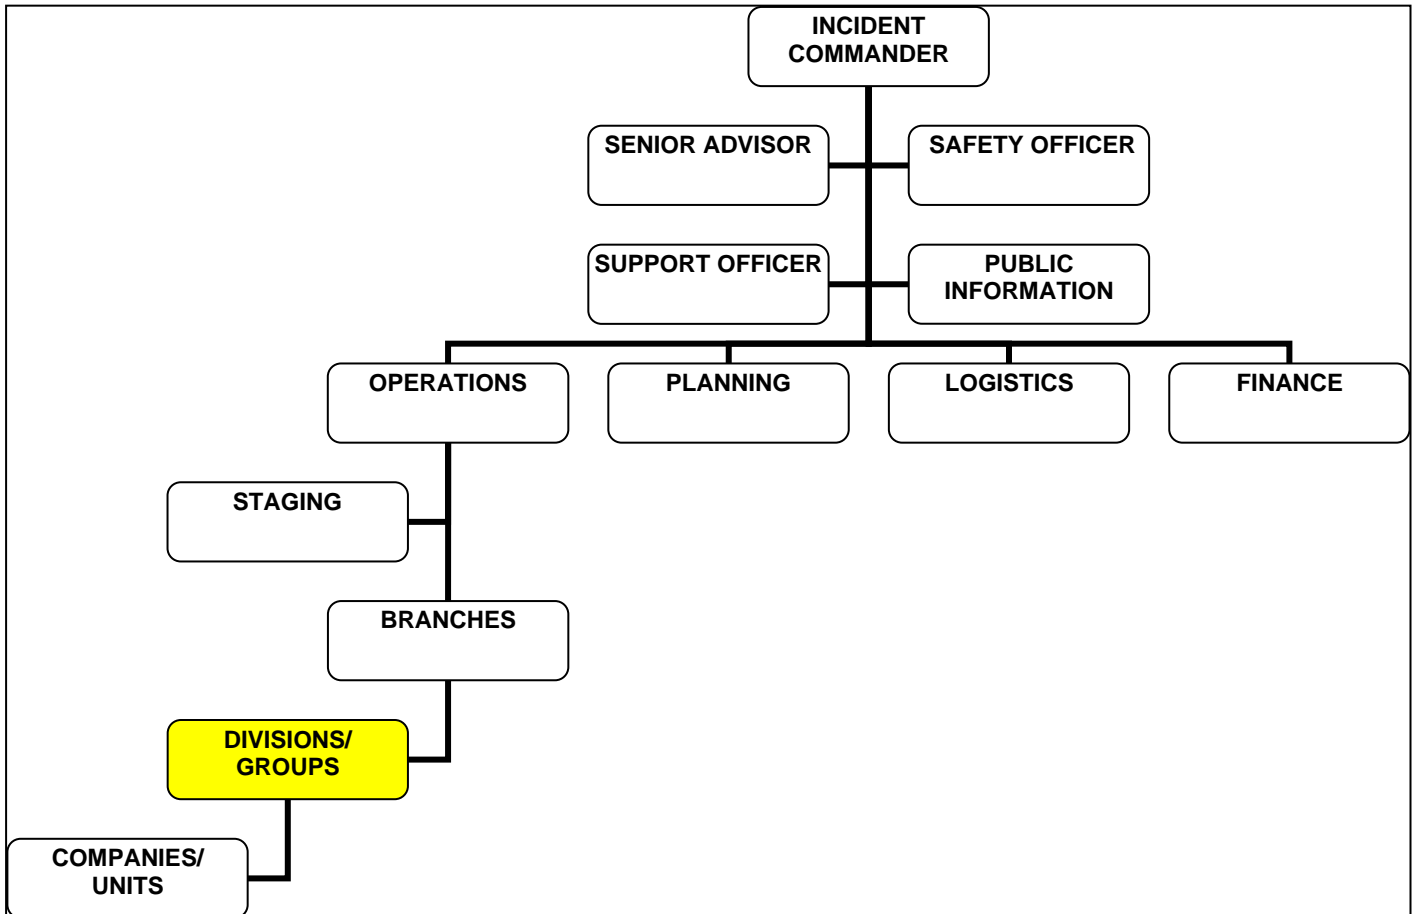 INCIDENT
COMMANDER
SENIOR ADVISOR
SAFETY OFFICER
SUPPORT OFFICER
PUBLIC
INFORMATION
OPERATIONS
PLANNING
LOGISTICS
FINANCE
STAGING
BRANCHES
DIVISIONS/
GROUPS
COMPANIES/
UNITS